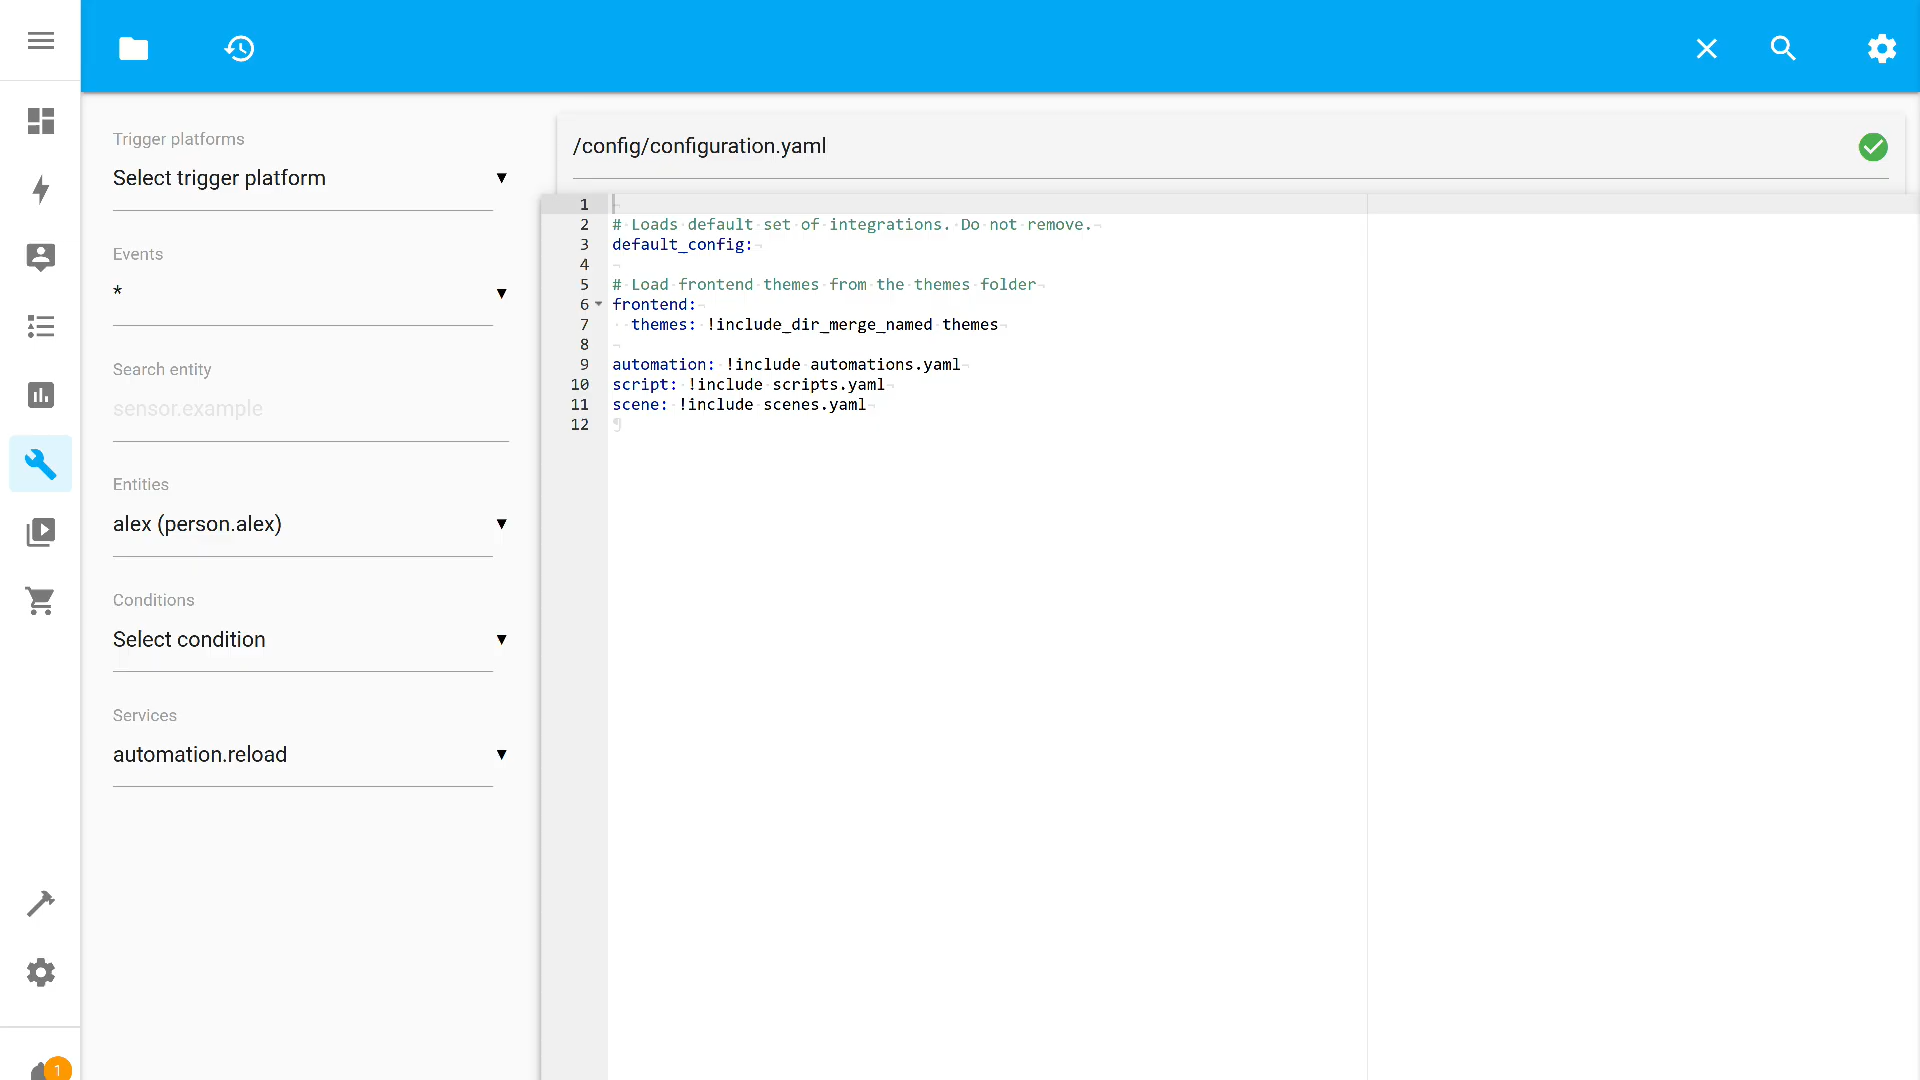 Trigger platforms
Select trigger platform
Events
*
Search entity
sensor.example
Entities
alex (person.alex)
Conditions
Select condition
Services
automation.reload
1
/config/configuration.yaml
1
2 # Loads default set of integrations. Do not remove.
3 default_config:
4
5 # Load frontend themes from the themes folder
6 frontend:
7   themes: !include_dir_merge_named themes
8
9 automation: !include automations.yaml
10 script: !include scripts.yaml
11 scene: !include scenes.yaml
12